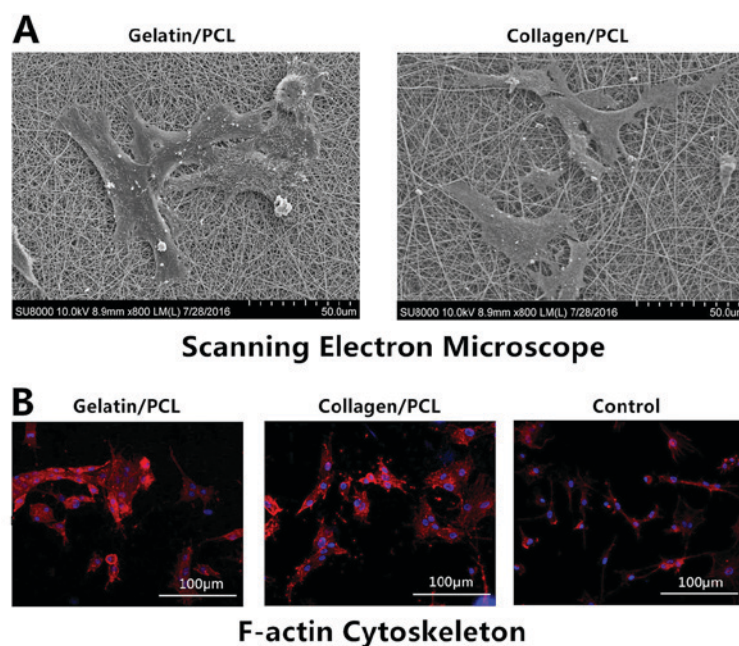 A
Gelatin/PCL
Collagen/PCL
SU8000 10.0kV 8.9mm x800 LM(L) 7/28/2016
50.0um
SU8000 10.0kV 8.9mm x800 LM(L) 7/28/2016
50.0um
Scanning Electron Microscope
B
Gelatin/PCL
Collagen/PCL
Control
100μm
100μm
100μm
F-actin Cytoskeleton